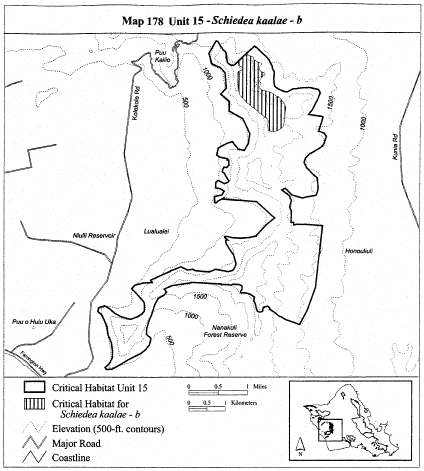 Map 178 Unit 15 - Schiedea kaalae - b
Puu
Kailio
Kolekole Rd
1000
500
1500
1000
Kunia Rd
Niulii Reservoir
Lualualei
Honouliuli
1500
1000
500
Nanakuli
Forest Reserve
Puu o Hulu Uka
Farrington Hwy
Critical Habitat Unit 15
Critical Habitat for
Schiedea kaalae - b
Elevation (500-ft. contours)
Major Road
Coastline
0 0.5 1 Miles
0 0.5 1 Kilometers
N